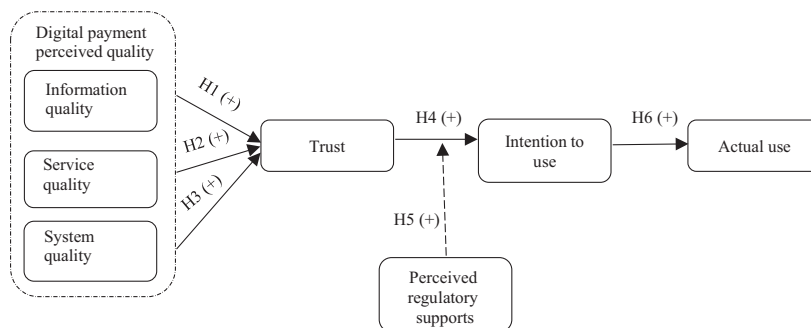 Digital payment
perceived quality
Information
quality
Service
quality
System
quality
H1 (+)
H2 (+)
H3 (+)
Trust
H4 (+)
H5 (+)
Perceived
regulatory
supports
Intention to
use
H6 (+)
Actual use